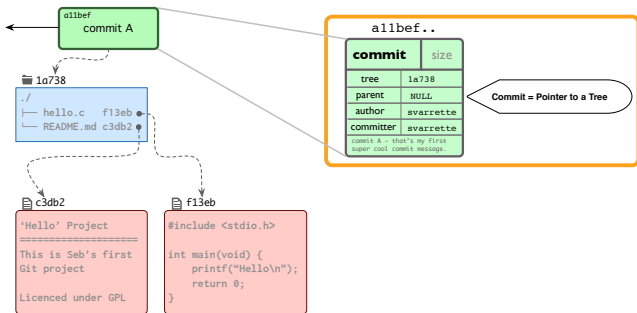 a11bef
commit A
1a738
./
├── hello.c f13eb
└── README.md c3db2
c3db2
‘Hello’ Project
====================
This is Seb’s first
Git project
Licenced under GPL
f13eb
#include <stdio.h>
int main(void) {
printf(“Hello\n”);
return 0;
}
a11bef..
commit size
tree 1a738
parent NULL
author svarrette
committer svarrette
commit A - that’s my first
super cool commit message.
Commit = Pointer to a Tree